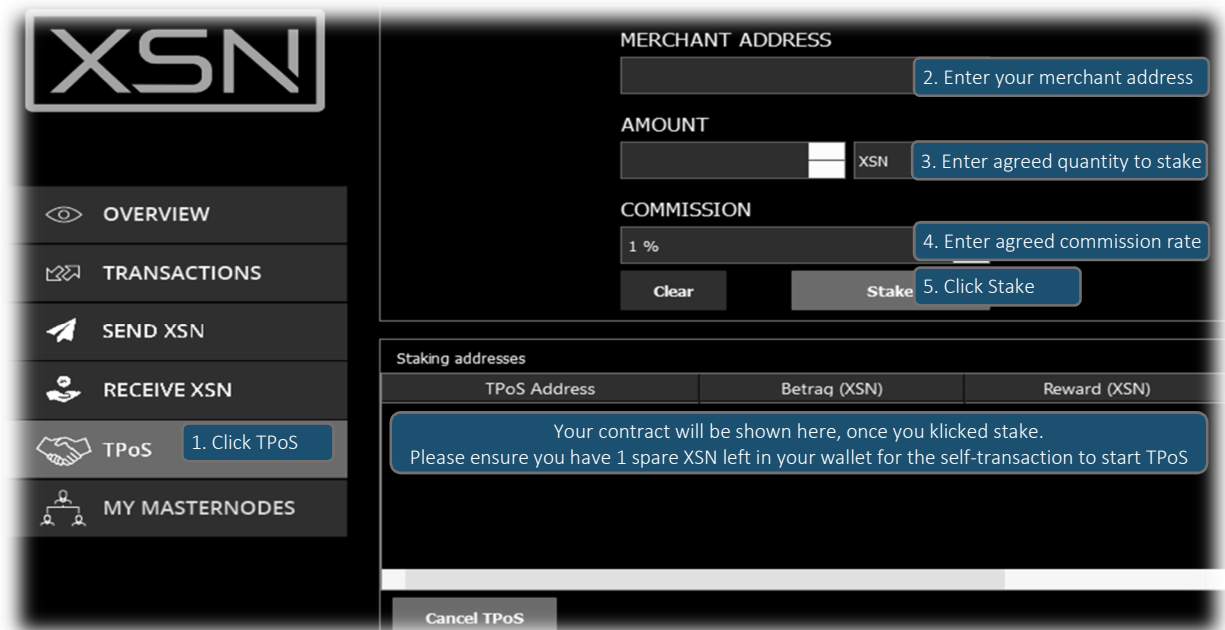 XSN
MERCHANT ADDRESS
2. Enter your merchant address
AMOUNT
XSN
3. Enter agreed quantity to stake
COMMISSION
1 %
4. Enter agreed commission rate
Clear
Stake
5. Click Stake
OVERVIEW
TRANSACTIONS
SEND XSN
RECEIVE XSN
TPoS
1. Click TPoS
MY MASTERNODES
Staking addresses
TPoS Address
Betrag (XSN)
Reward (XSN)
Your contract will be shown here, once you klicked stake.
Please ensure you have 1 spare XSN left in your wallet for the self-transaction to start TPoS
Cancel TPoS